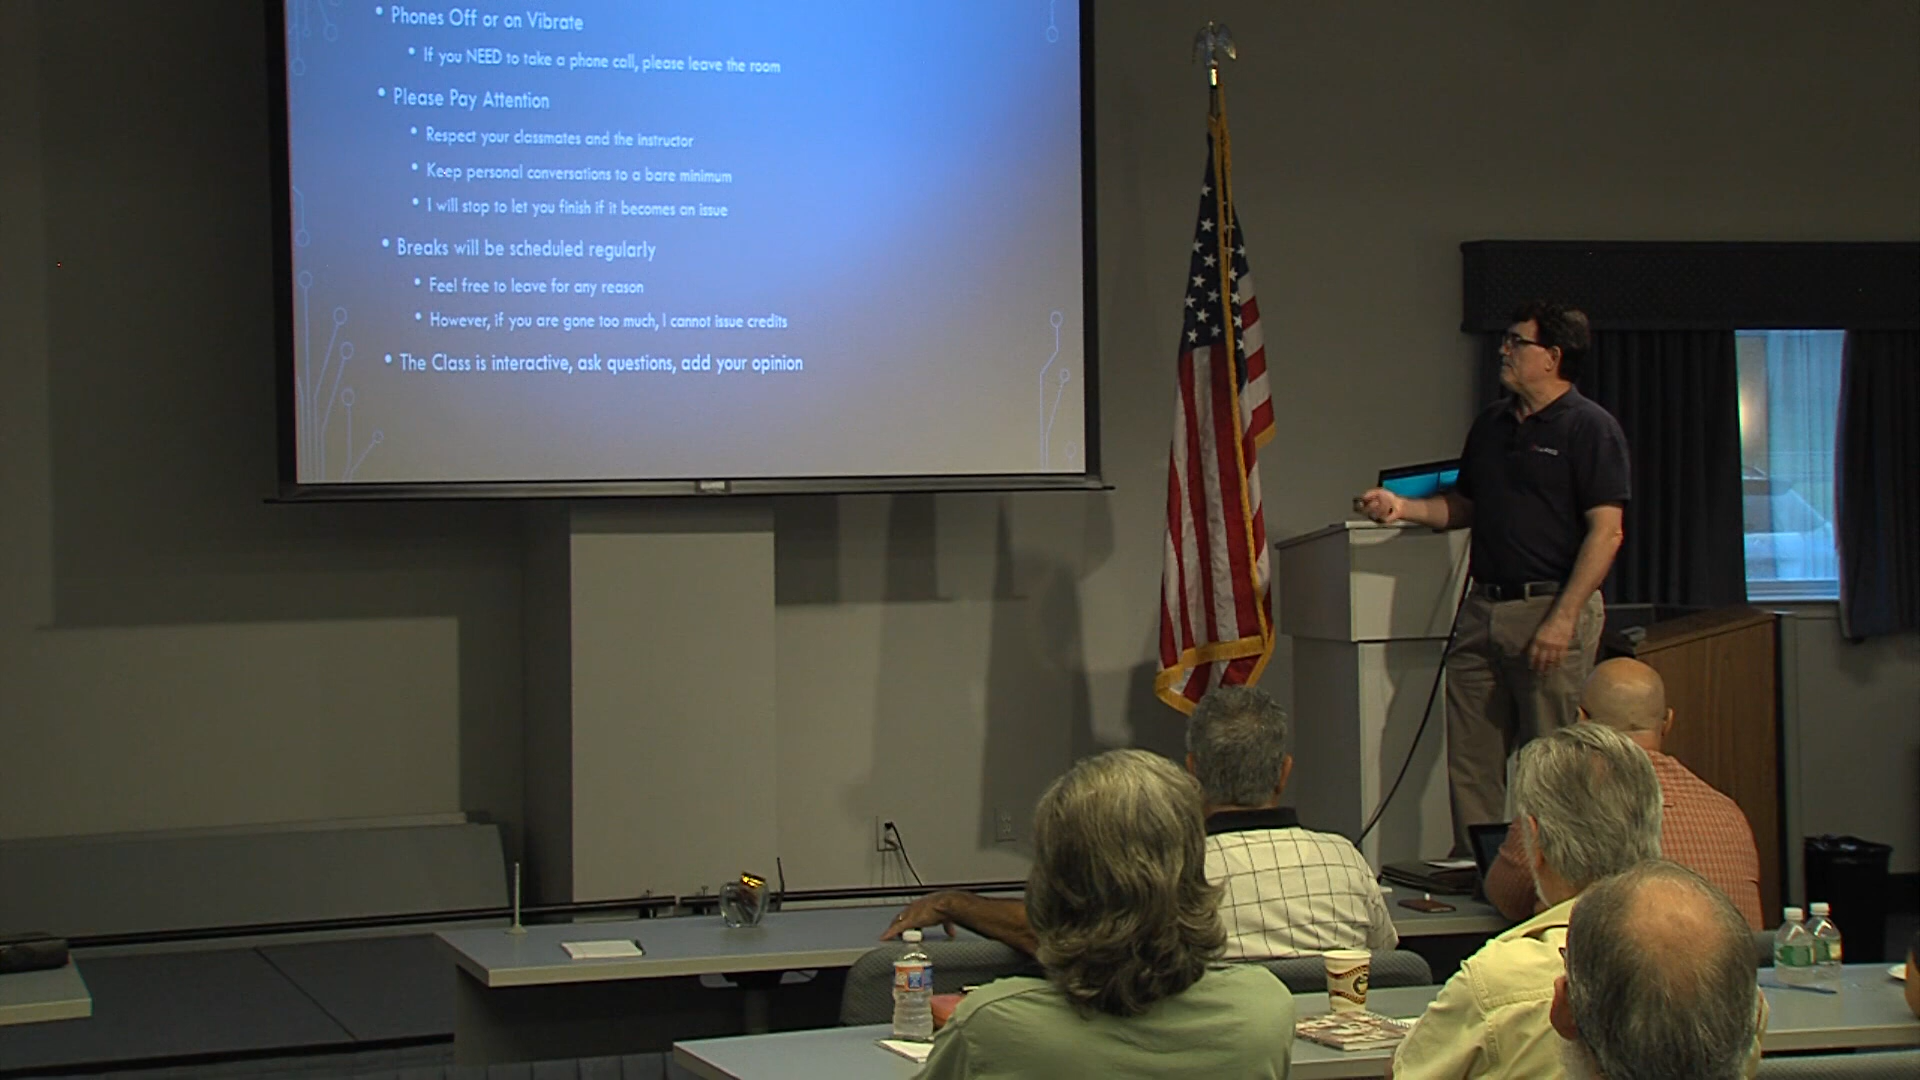 • Phones Off or on Vibrate
• If you NEED to take a phone call, please leave the room
• Please Pay Attention
• Respect your classmates and the instructor
• Keep personal conversations to a bare minimum
• I will stop to let you finish if it becomes an issue
• Breaks will be scheduled regularly
• Feel free to leave for any reason
• However, if you are gone too much, I cannot issue credits
• The Class is interactive, ask questions, add your opinion